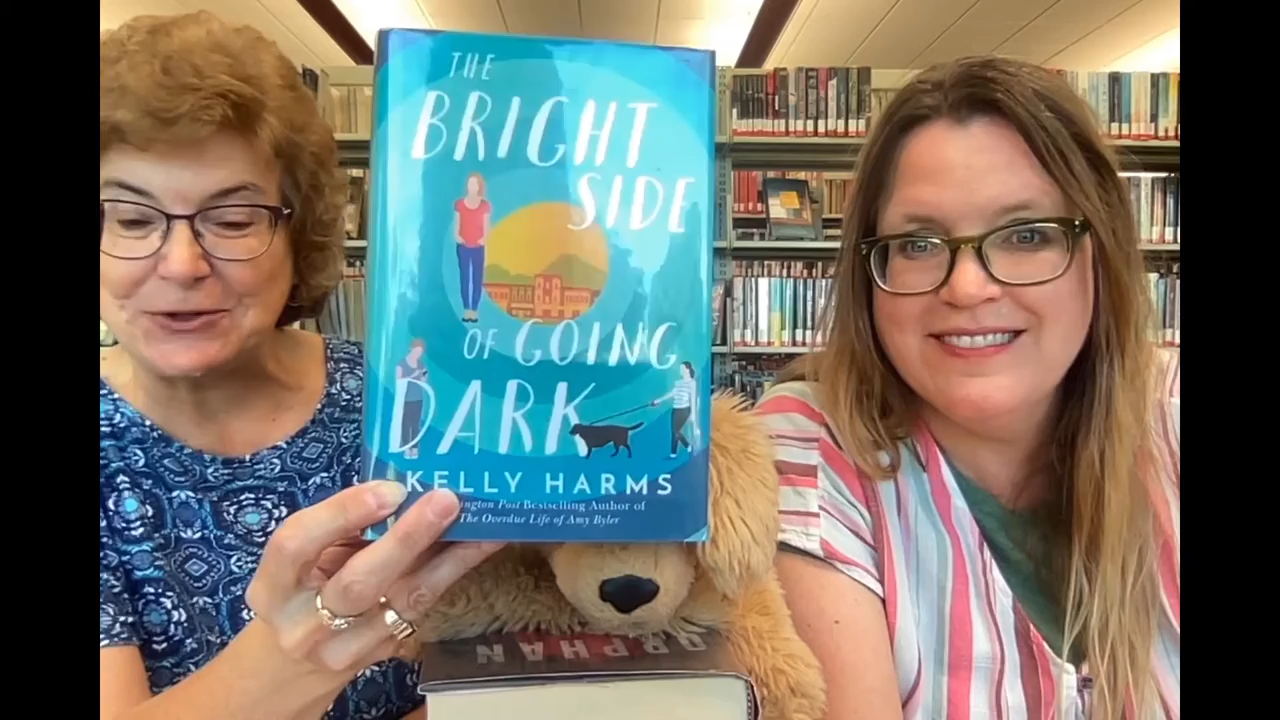 THE
BRIGHT
SIDE
OF GOING
DARK
KELLY HARMS
ington Post Bestselling Author of
The Overdue Life of Amy Byler
ORPHAN